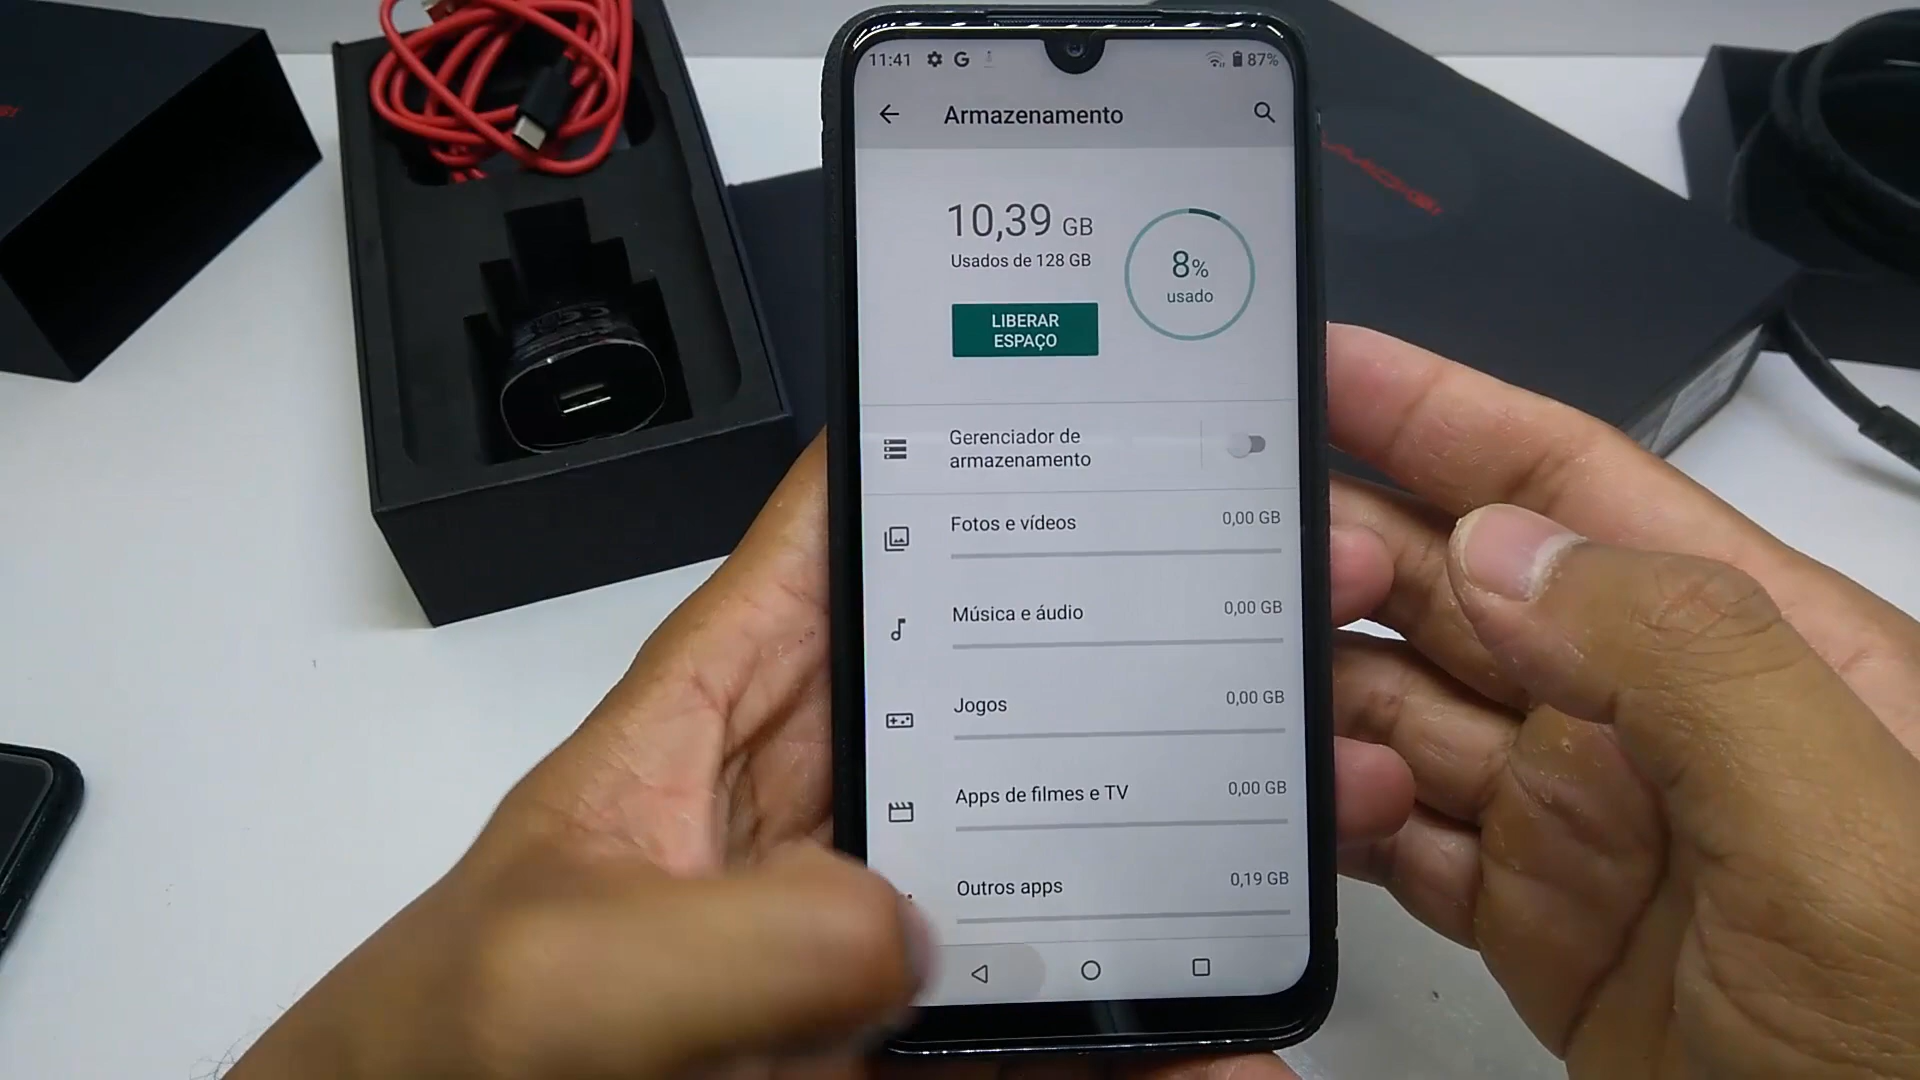 11:41 G 87%
Armazenamento
10,39 GB
Usados de 128 GB
8%
usado
LIBERAR
ESPAÇO
Gerenciador de
armazenamento
Fotos e vídeos 0,00 GB
Música e áudio 0,00 GB
Jogos 0,00 GB
Apps de filmes e TV 0,00 GB
Outros apps 0,19 GB
UMIDIGI